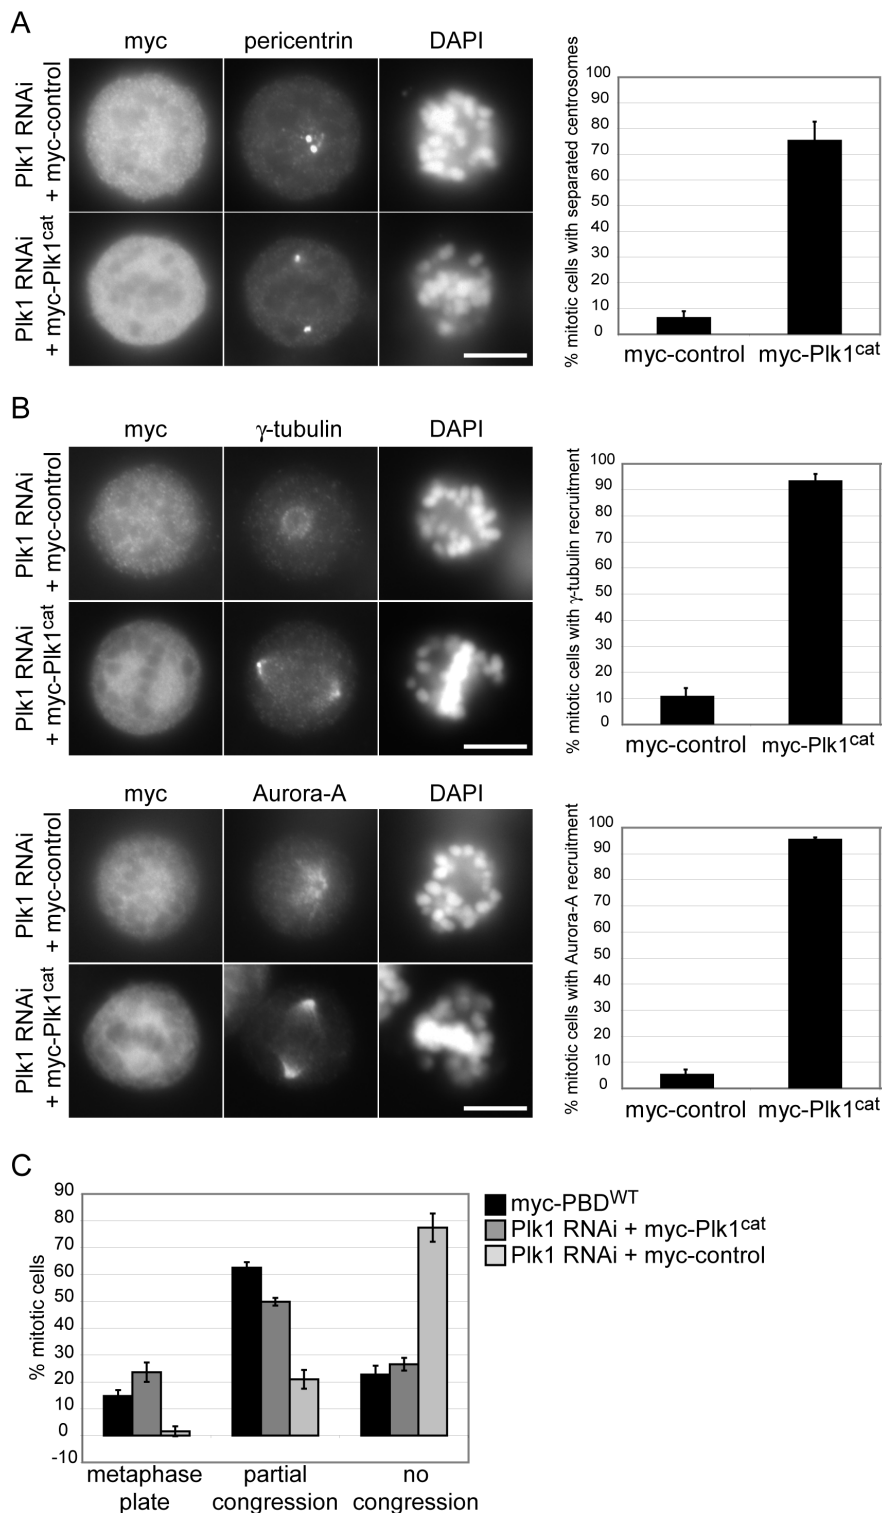 A
myc pericentrin DAPI
Plk1 RNAi
+ myc-control
Plk1 RNAi
+ myc-Plk1cat
% mitotic cells with separated centrosomes
100
90
80
70
60
50
40
30
20
10
0
myc-control myc-Plk1cat
B
myc γ-tubulin DAPI
Plk1 RNAi
+ myc-control
Plk1 RNAi
+ myc-Plk1cat
% mitotic cells with γ-tubulin recruitment
100
90
80
70
60
50
40
30
20
10
0
myc-control myc-Plk1cat
myc Aurora-A DAPI
Plk1 RNAi
+ myc-control
Plk1 RNAi
+ myc-Plk1cat
% mitotic cells with Aurora-A recruitment
100
90
80
70
60
50
40
30
20
10
0
myc-control myc-Plk1cat
C
% mitotic cells
90
80
70
60
50
40
30
20
10
0
-10
metaphase
plate
partial
congression
no
congression
myc-PBDWT
Plk1 RNAi + myc-Plk1cat
Plk1 RNAi + myc-control